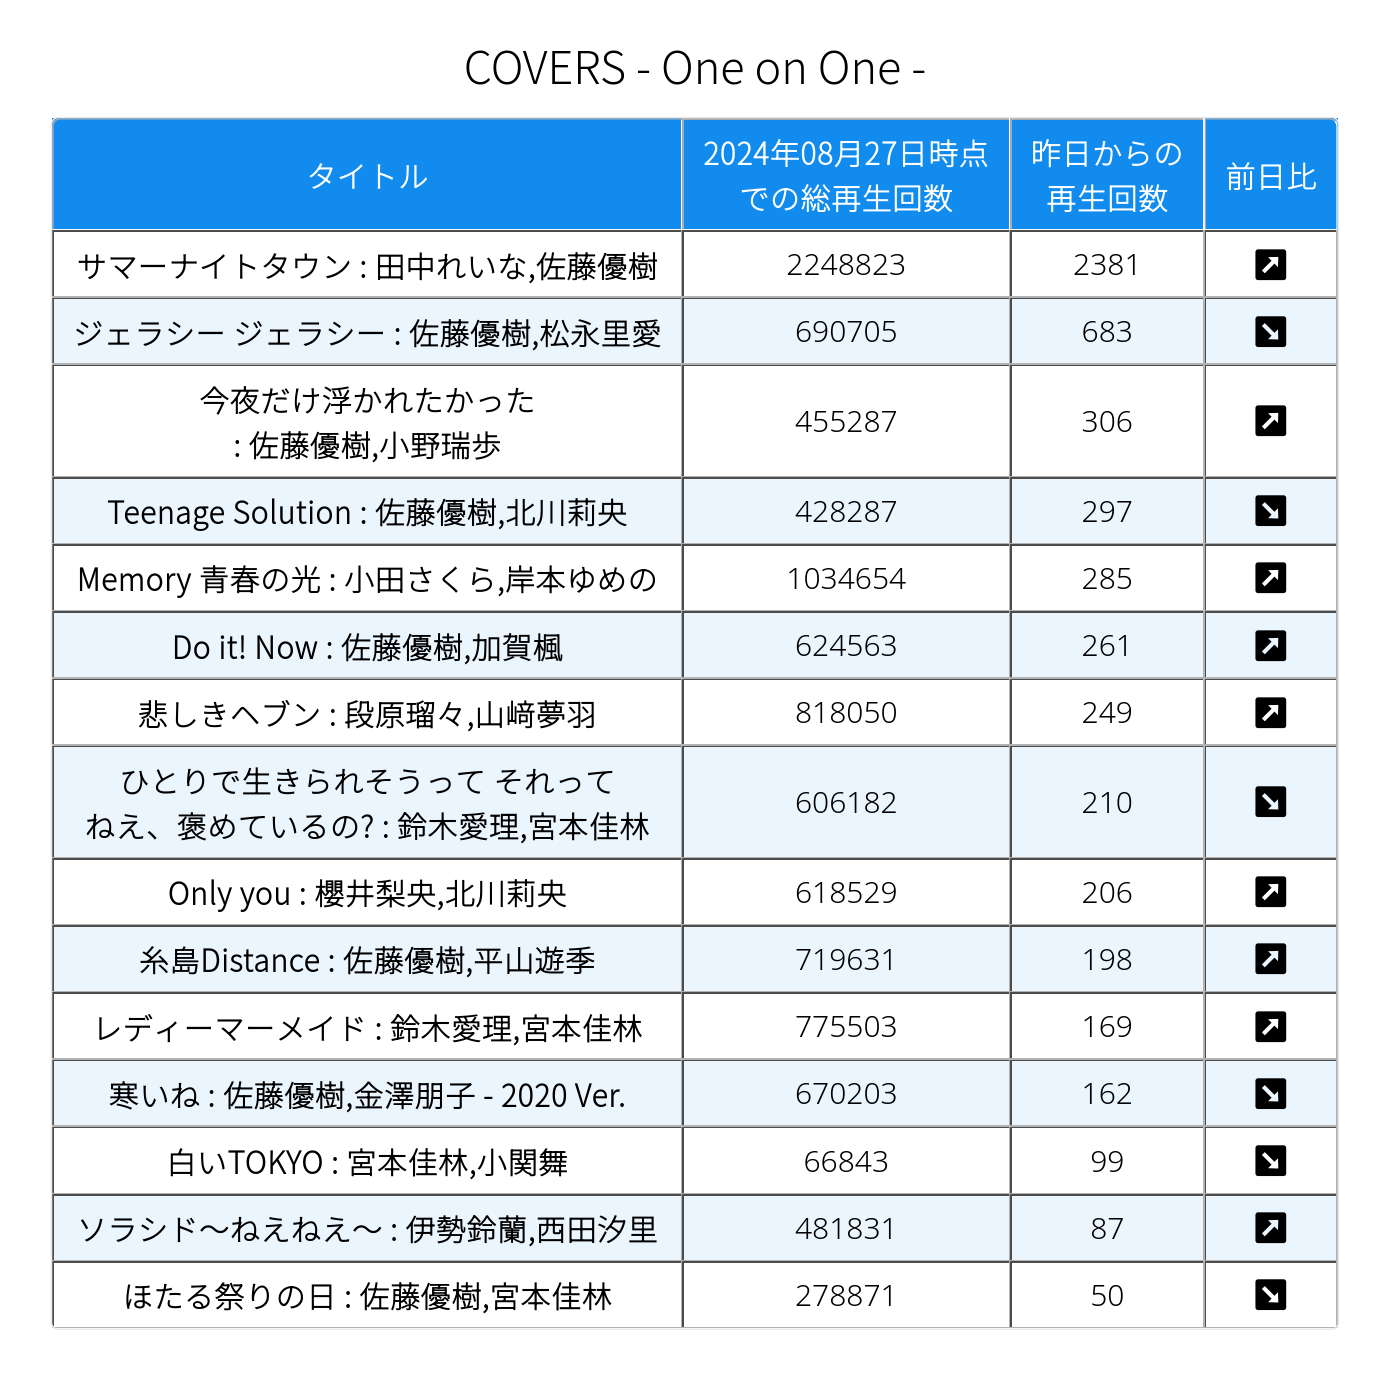 COVERS - One on One -
タイトル
2024年08月27日時点
での総再生回数
昨日からの
再生回数
前日比
サマーナイトタウン : 田中れいな,佐藤優樹
2248823
2381
ジェラシー ジェラシー : 佐藤優樹,松永里愛
690705
683
今夜だけ浮かれたかった
: 佐藤優樹,小野瑞歩
455287
306
Teenage Solution : 佐藤優樹,北川莉央
428287
297
Memory 青春の光 : 小田さくら,岸本ゆめの
1034654
285
Do it! Now : 佐藤優樹,加賀楓
624563
261
悲しきヘブン : 段原瑠々,山﨑夢羽
818050
249
ひとりで生きられそうって それって
ねえ、褒めているの? : 鈴木愛理,宮本佳林
606182
210
Only you : 櫻井梨央,北川莉央
618529
206
糸島Distance : 佐藤優樹,平山遊季
719631
198
レディーマーメイド : 鈴木愛理,宮本佳林
775503
169
寒いね : 佐藤優樹,金澤朋子 - 2020 Ver.
670203
162
白いTOKYO : 宮本佳林,小関舞
66843
99
ソラシド〜ねえねえ〜 : 伊勢鈴蘭,西田汐里
481831
87
ほたる祭りの日 : 佐藤優樹,宮本佳林
278871
50